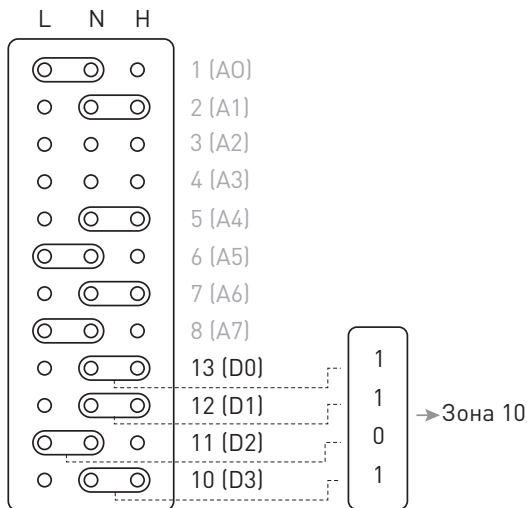 L N H
1 (A0)
2 (A1)
3 (A2)
4 (A3)
5 (A4)
6 (A5)
7 (A6)
8 (A7)
13 (D0) 1
12 (D1) 1
11 (D2) 0
10 (D3) 1
Зона 10